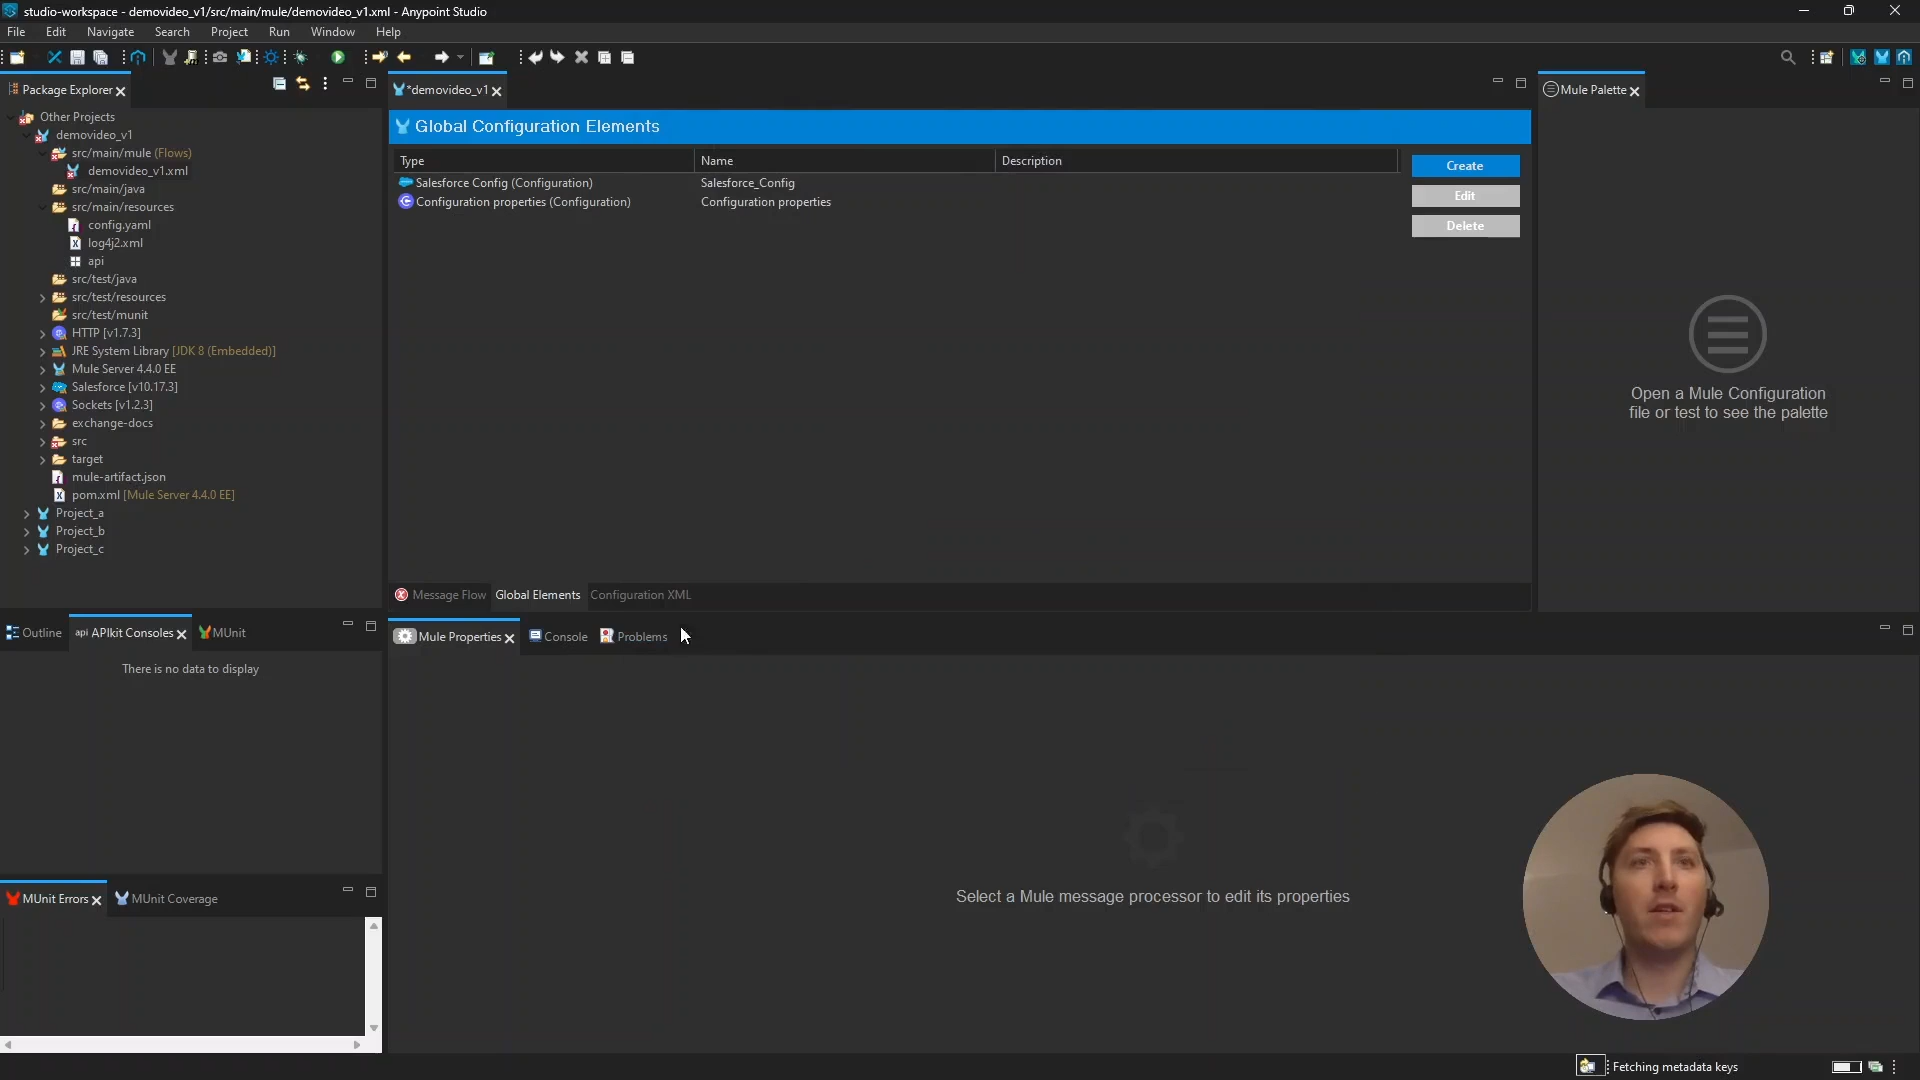 studio-workspace - demovideo_v1/src/main/mule/demovideo_v1.xml - Anypoint Studio
File Edit Navigate Search Project Run Window Help
Package Explorer
Other Projects
demovideo_v1
src/main/mule (Flows)
demovideo_v1.xml
src/main/java
src/main/resources
config.yaml
log4j2.xml
api
src/test/java
src/test/resources
src/test/munit
HTTP [v1.7.3]
JRE System Library [JDK 8 (Embedded)]
Mule Server 4.4.0 EE
Salesforce [v10.17.3]
Sockets [v1.2.3]
exchange-docs
src
target
mule-artifact.json
pom.xml [Mule Server 4.4.0 EE]
Project_a
Project_b
Project_c
*demovideo_v1
Global Configuration Elements
Type Name Description
Salesforce Config (Configuration) Salesforce_Config
Configuration properties (Configuration) Configuration properties
Create
Edit
Delete
Message Flow Global Elements Configuration XML
Mule Palette
Open a Mule Configuration
file or test to see the palette
Outline api APIkit Consoles MUnit
There is no data to display
MUnit Errors MUnit Coverage
Mule Properties Console Problems
Select a Mule message processor to edit its properties
Fetching metadata keys